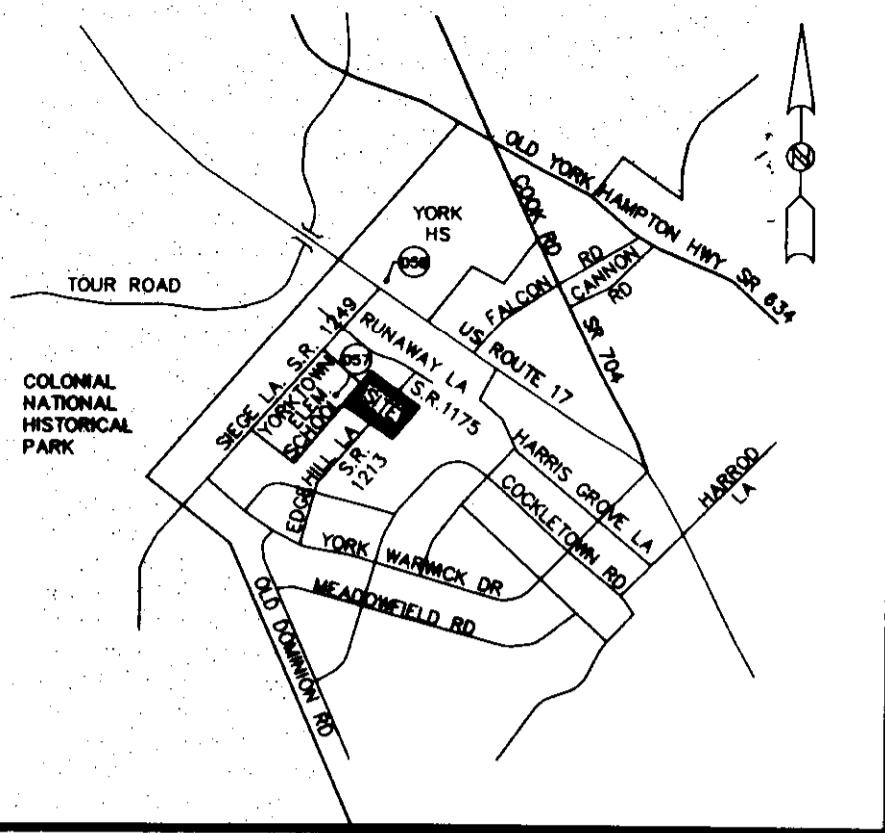 OLD YORK HAMPTON HWY SR 634
COOK RD
YORK
HS
058
TOUR ROAD
FALCON RD
CANNON
RD
SR 704
US ROUTE 17
RUNAWAY LA
S.R. 1175
SIEGE LA. S.R. 1249
057
YORKTOWN
ELEM
SCHOOL
SITE
COLONIAL
NATIONAL
HISTORICAL
PARK
EDGE HILL LA
S.R.
1213
HARRIS GROVE LA
COCKLETOWN RD
HARROD
LA
YORK WARWICK DR
MEADOWFIELD RD
OLD DOMINION RD
N